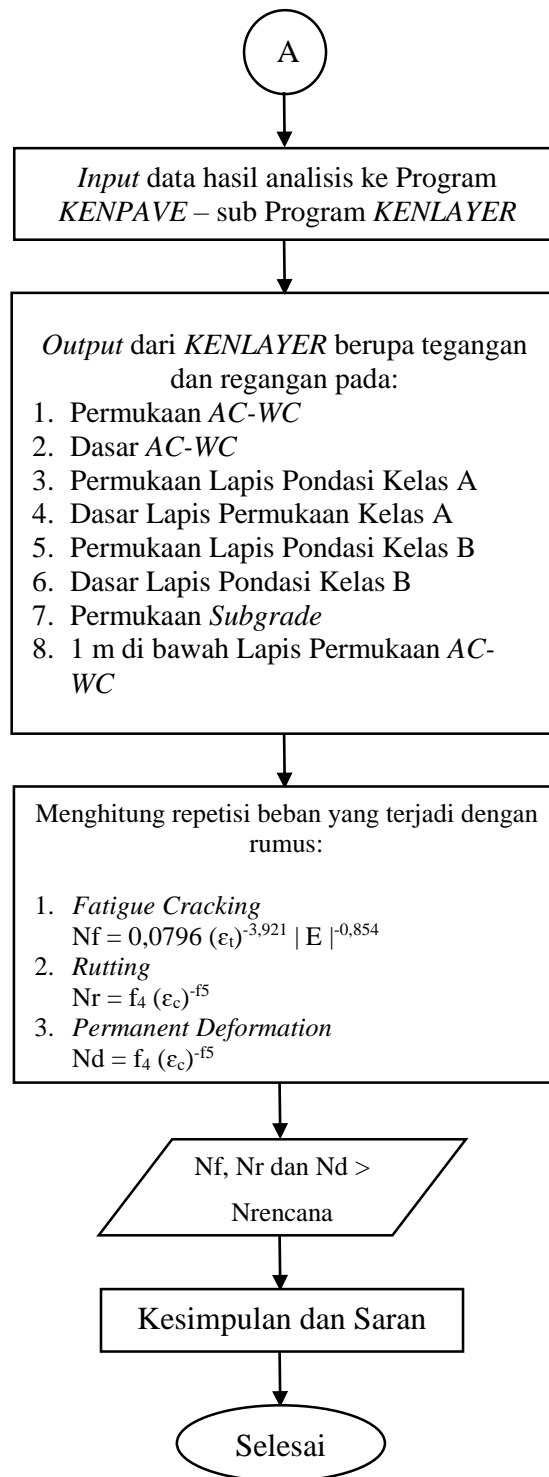 A
Input data hasil analisis ke Program
KENPAVE – sub Program KENLAYER
Output dari KENLAYER berupa tegangan
dan regangan pada:
1. Permukaan AC-WC
2. Dasar AC-WC
3. Permukaan Lapis Pondasi Kelas A
4. Dasar Lapis Permukaan Kelas A
5. Permukaan Lapis Pondasi Kelas B
6. Dasar Lapis Pondasi Kelas B
7. Permukaan Subgrade
8. 1 m di bawah Lapis Permukaan AC-
WC
Menghitung repetisi beban yang terjadi dengan
rumus:
1. Fatigue Cracking
Nf = 0,0796 (εt)-3,921 | E |-0,854
2. Rutting
Nr = f4 (εc)-f5
3. Permanent Deformation
Nd = f4 (εc)-f5
Nf, Nr dan Nd >
Nrencana
Kesimpulan dan Saran
Selesai